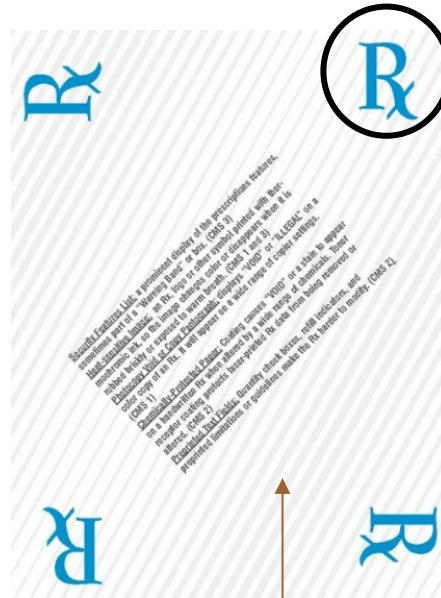 Rx
Rx
Security Features List: a prominent display of the prescriptions features,
sometimes part of a "Warning Band" or box. (CMS 3)
Heat-sensitive Image: an Rx, logo or other symbol printed with ther-
mochromic ink, so the image changes color or disappears when it is
rubbed briskly or exposed to warm breath. (CMS 1 and 3)
Photocopy Void or Copy Pantograph: displays "VOID" or "ILLEGAL" on a
color copy of an Rx. It will appear on a wide range of copier settings.
(CMS 1)
Chemically-Protected Paper: Coating causes "VOID" or a stain to appear
on a handwritten Rx when altered by a wide range of chemicals. Toner
receptor coating protects laser-printed Rx data from being removed or
altered. (CMS 2)
Preprinted Text Fields: Quantity check boxes, refill indicators, and
preprinted limitations or guidelines make the Rx harder to modify. (CMS 2)
Rx
Rx